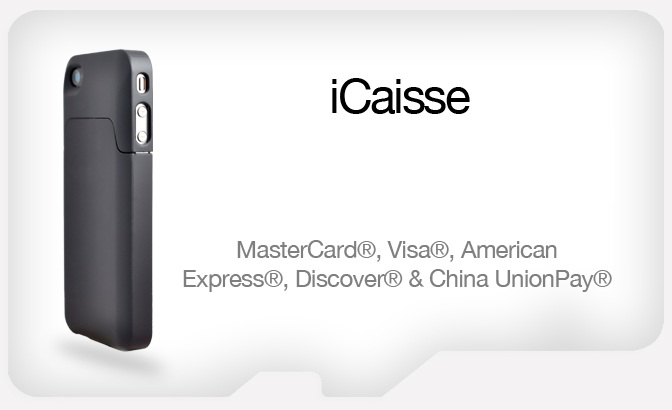 iCaisse
MasterCard®, Visa®, American
Express®, Discover® & China UnionPay®